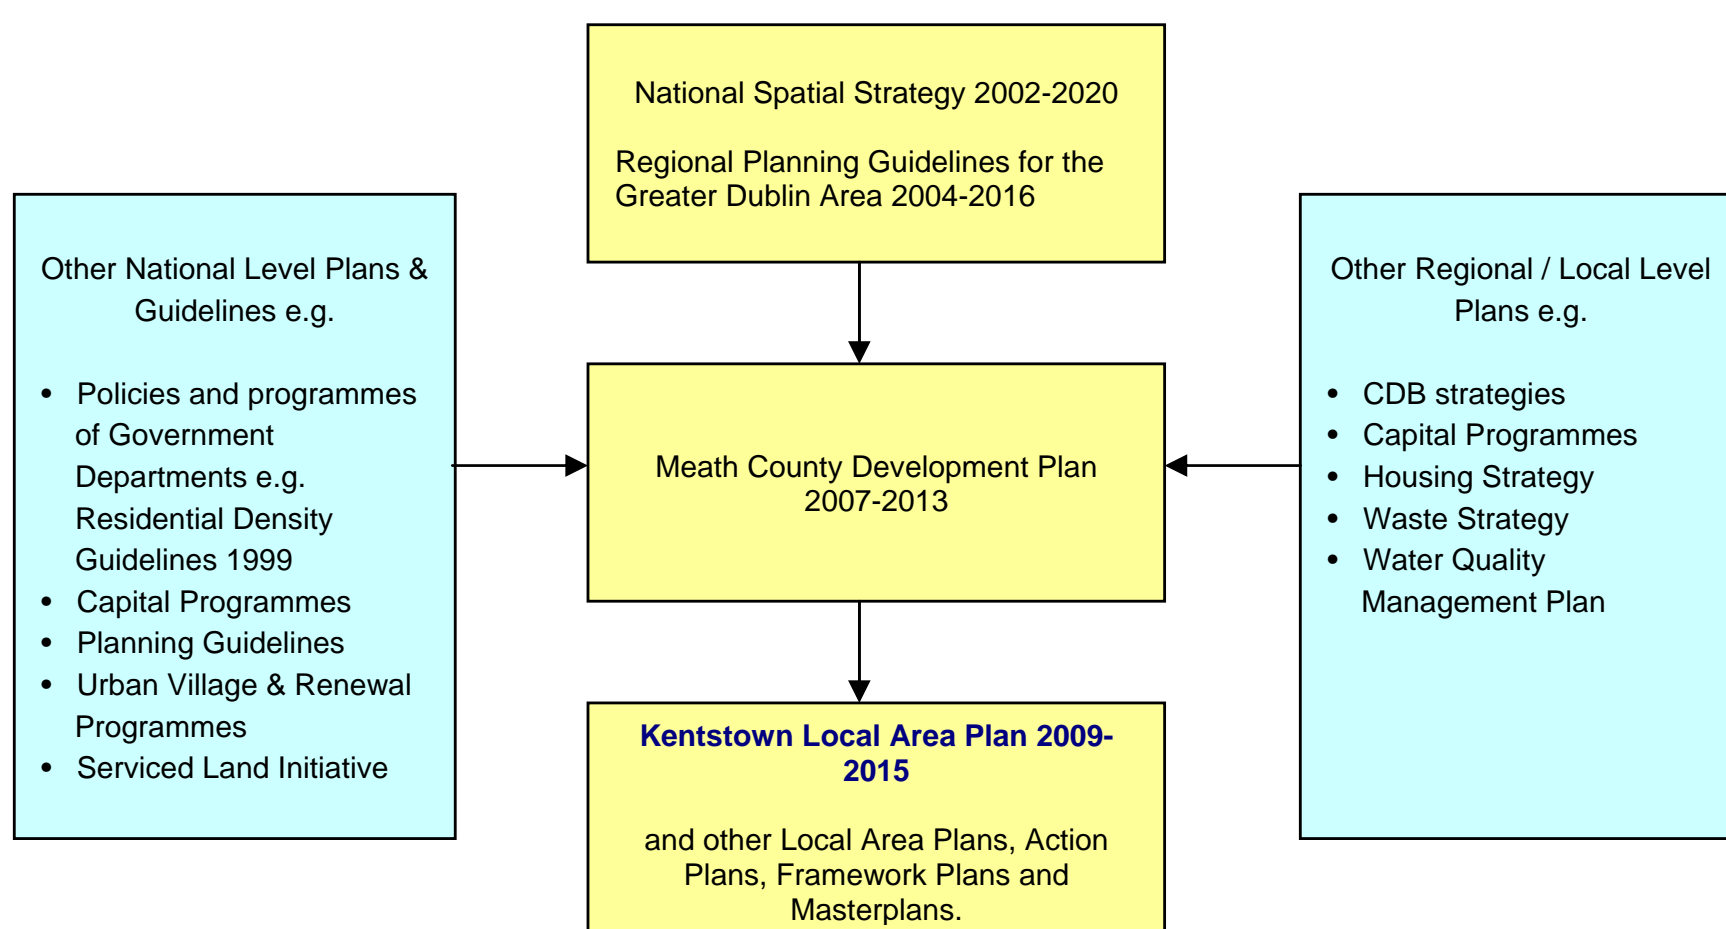 National Spatial Strategy 2002-2020
Regional Planning Guidelines for the
Greater Dublin Area 2004-2016
Other National Level Plans &
Guidelines e.g.
• Policies and programmes
of Government
Departments e.g.
Residential Density
Guidelines 1999
• Capital Programmes
• Planning Guidelines
• Urban Village & Renewal
Programmes
• Serviced Land Initiative
Meath County Development Plan
2007-2013
Other Regional / Local Level
Plans e.g.
• CDB strategies
• Capital Programmes
• Housing Strategy
• Waste Strategy
• Water Quality
Management Plan
Kentstown Local Area Plan 2009-
2015
and other Local Area Plans, Action
Plans, Framework Plans and
Masterplans.